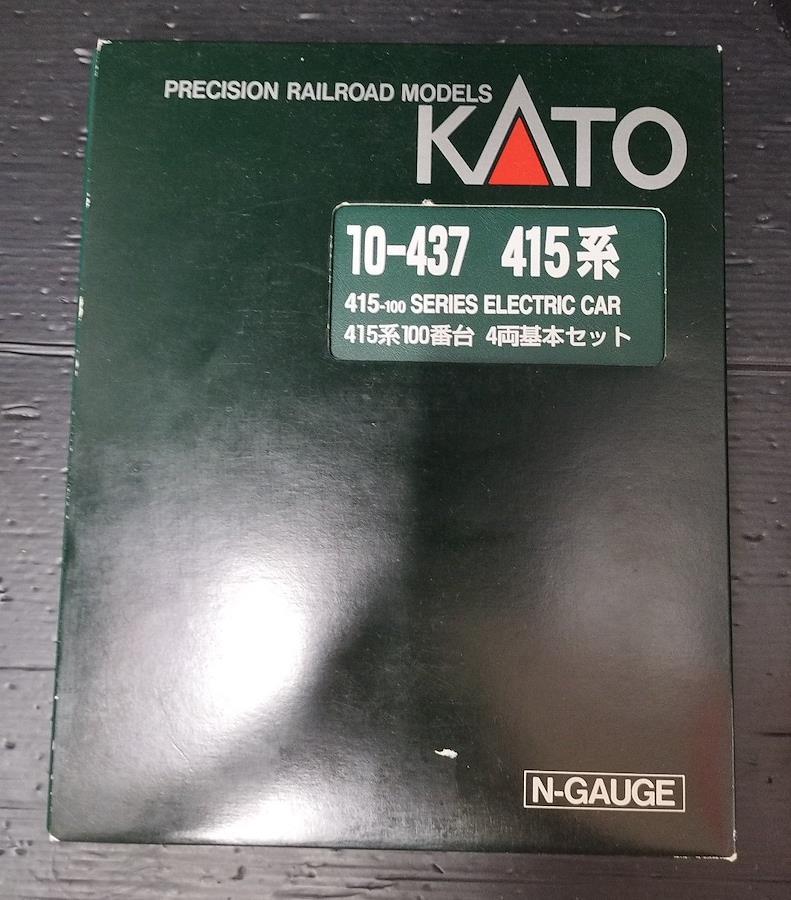 PRECISION RAILROAD MODELS
KATO
10-437 415系
415-100 SERIES ELECTRIC CAR
415系100番台 4両基本セット
N-GAUGE